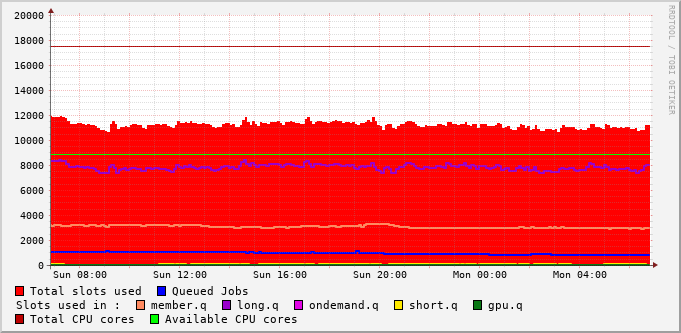 20000
18000
16000
14000
12000
10000
8000
6000
4000
2000
0
Sun 08:00 Sun 12:00 Sun 16:00 Sun 20:00 Mon 00:00 Mon 04:00
RRDTOOL / TOBI OETIKER
Total slots used Queued Jobs
Slots used in : member.q long.q ondemand.q short.q gpu.q
Total CPU cores Available CPU cores